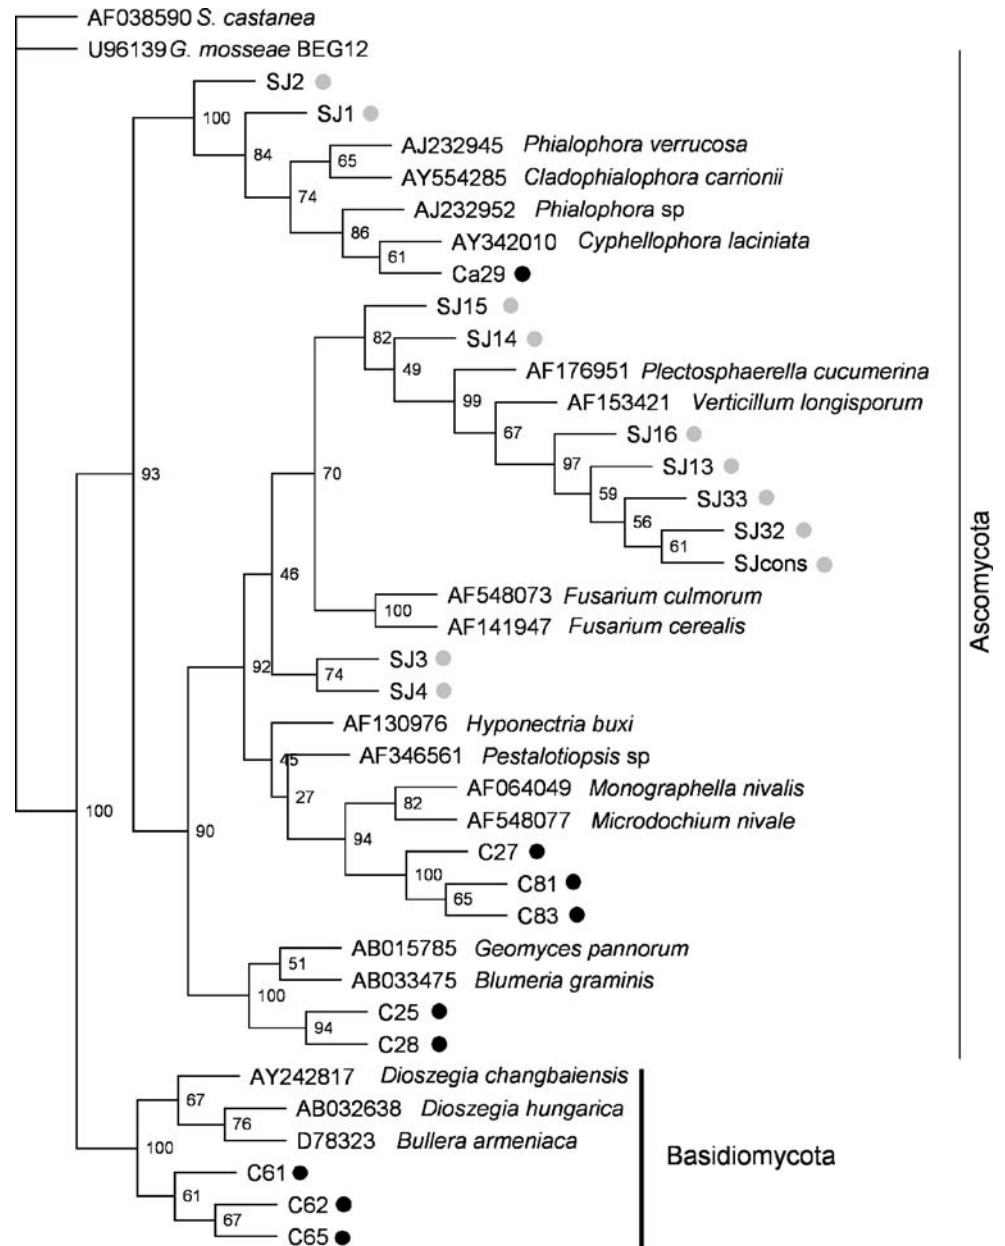 AF038590 S. castanea
U96139 G. mosseae BEG12
SJ2
100
SJ1
84
AJ232945 Phialophora verrucosa
65
AY554285 Cladophialophora carrionii
74
AJ232952 Phialophora sp
86
AY342010 Cyphellophora laciniata
61
Ca29
SJ15
82
SJ14
49
AF176951 Plectosphaerella cucumerina
99
AF153421 Verticillum longisporum
67
SJ16
97
SJ13
93
70
59
SJ33
56
SJ32
61
SJcons
46
AF548073 Fusarium culmorum
100
AF141947 Fusarium cerealis
SJ3
92
74
SJ4
AF130976 Hyponectria buxi
45
AF346561 Pestalotiopsis sp
27
AF064049 Monographella nivalis
82
AF548077 Microdochium nivale
100
90
94
C27
100
C81
65
C83
AB015785 Geomyces pannorum
51
AB033475 Blumeria graminis
100
C25
94
C28
Ascomycota
AY242817 Dioszegia changbaiensis
67
AB032638 Dioszegia hungarica
76
D78323 Bullera armeniaca
100
Basidiomycota
C61
61
C62
67
C65